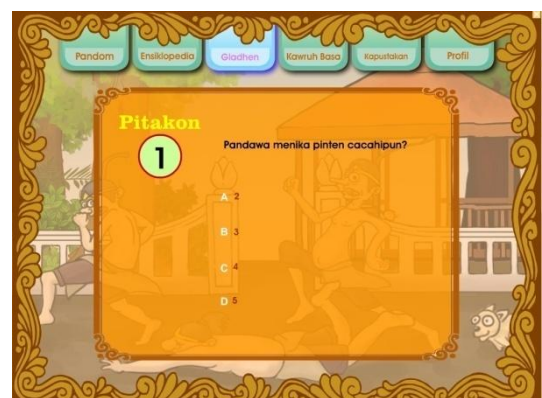 Pandom
Ensiklopedia
Gladhen
Kawruh Basa
Kapustakan
Profil
Pitakon
1
Pandawa menika pinten cacahipun?
A 2
B 3
C 4
D 5